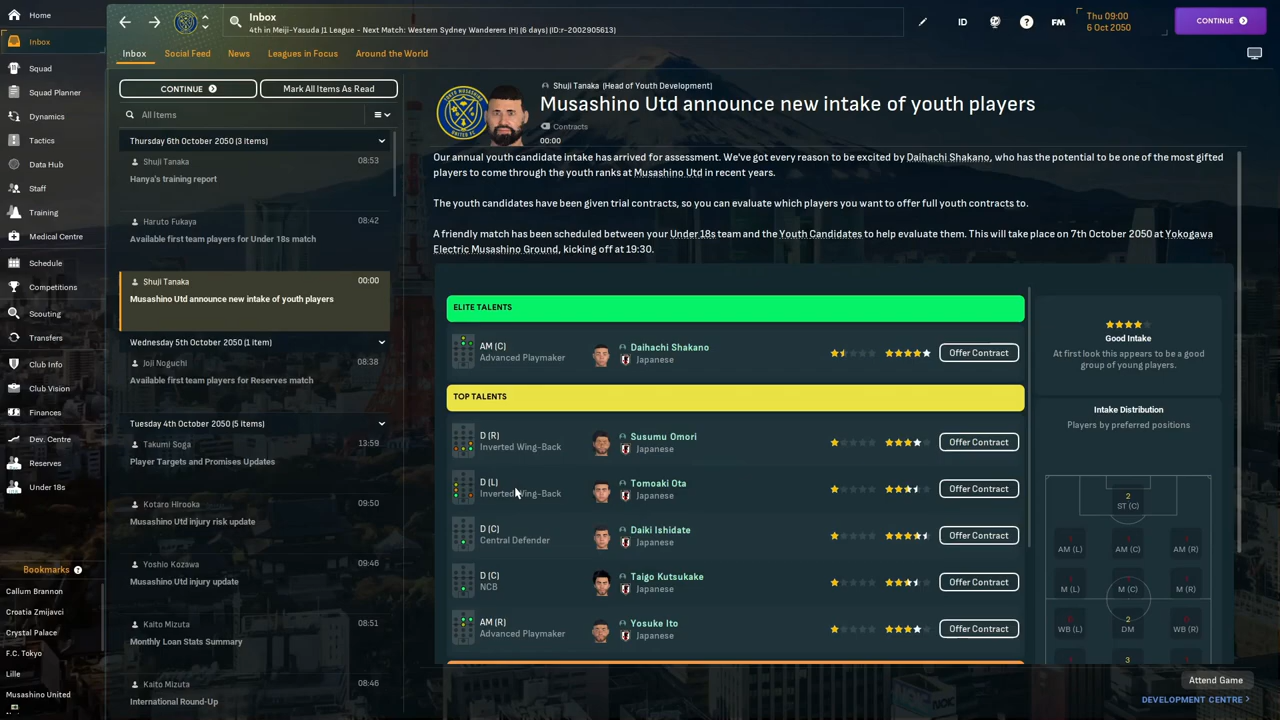 Home
Inbox
Squad
Squad Planner
Dynamics
Tactics
Data Hub
Staff
Training
Medical Centre
Schedule
Competitions
Scouting
Transfers
Club Info
Club Vision
Finances
Dev. Centre
Reserves
Under 18s
Bookmarks ?
Callum Brannon
Croatia Zmijavci
Crystal Palace
F.C. Tokyo
Lille
Musashino United
Inbox
4th in Meiji-Yasuda J1 League - Next Match: Western Sydney Wanderers (H) (6 days) (ID:r-2002905613)
ID
?
FM
Thu 09:00
6 Oct 2050
CONTINUE
Inbox Social Feed News Leagues in Focus Around the World
CONTINUE
Mark All Items As Read
All Items
Thursday 6th October 2050 (3 items)
Shuji Tanaka 08:53
Hanya's training report
Haruto Fukaya 08:42
Available first team players for Under 18s match
Shuji Tanaka 00:00
Musashino Utd announce new intake of youth players
Wednesday 5th October 2050 (1 item)
Joji Noguchi 08:38
Available first team players for Reserves match
Tuesday 4th October 2050 (5 items)
Takumi Soga 13:59
Player Targets and Promises Updates
Kotaro Hirooka 09:50
Musashino Utd injury risk update
Yoshio Kozawa 09:46
Musashino Utd injury update
Kaito Mizuta 08:51
Monthly Loan Stats Summary
Kaito Mizuta 08:46
International Round-Up
Shuji Tanaka (Head of Youth Development)
Musashino Utd announce new intake of youth players
Contracts
00:00
Our annual youth candidate intake has arrived for assessment. We've got every reason to be excited by Daihachi Shakano, who has the potential to be one of the most gifted
players to come through the youth ranks at Musashino Utd in recent years.
The youth candidates have been given trial contracts, so you can evaluate which players you want to offer full youth contracts to.
A friendly match has been scheduled between your Under 18s team and the Youth Candidates to help evaluate them. This will take place on 7th October 2050 at Yokogawa
Electric Musashino Ground, kicking off at 19:30.
ELITE TALENTS
AM (C)
Advanced Playmaker
Daihachi Shakano
Japanese
Offer Contract
TOP TALENTS
D (R)
Inverted Wing-Back
Susumu Omori
Japanese
Offer Contract
D (L)
Inverted Wing-Back
Tomoaki Ota
Japanese
Offer Contract
D (C)
Central Defender
Daiki Ishidate
Japanese
Offer Contract
D (C)
NCB
Taigo Kutsukake
Japanese
Offer Contract
AM (R)
Advanced Playmaker
Yosuke Ito
Japanese
Offer Contract
Good Intake
At first look this appears to be a good
group of young players.
Intake Distribution
Players by preferred positions
2
ST (C)
AM (L) AM (C) AM (R)
M (L) M (C) M (R)
2
WB (L) DM WB (R)
3
Attend Game
DEVELOPMENT CENTRE